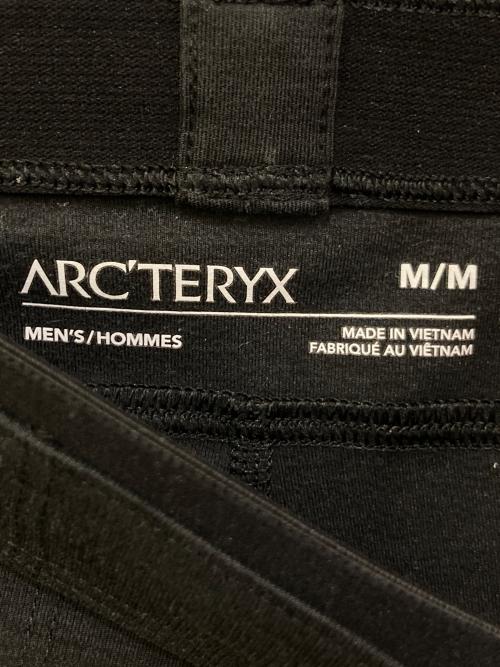 ARC'TERYX M/M
MEN'S/HOMMES
MADE IN VIETNAM
FABRIQUÉ AU VIÊTNAM